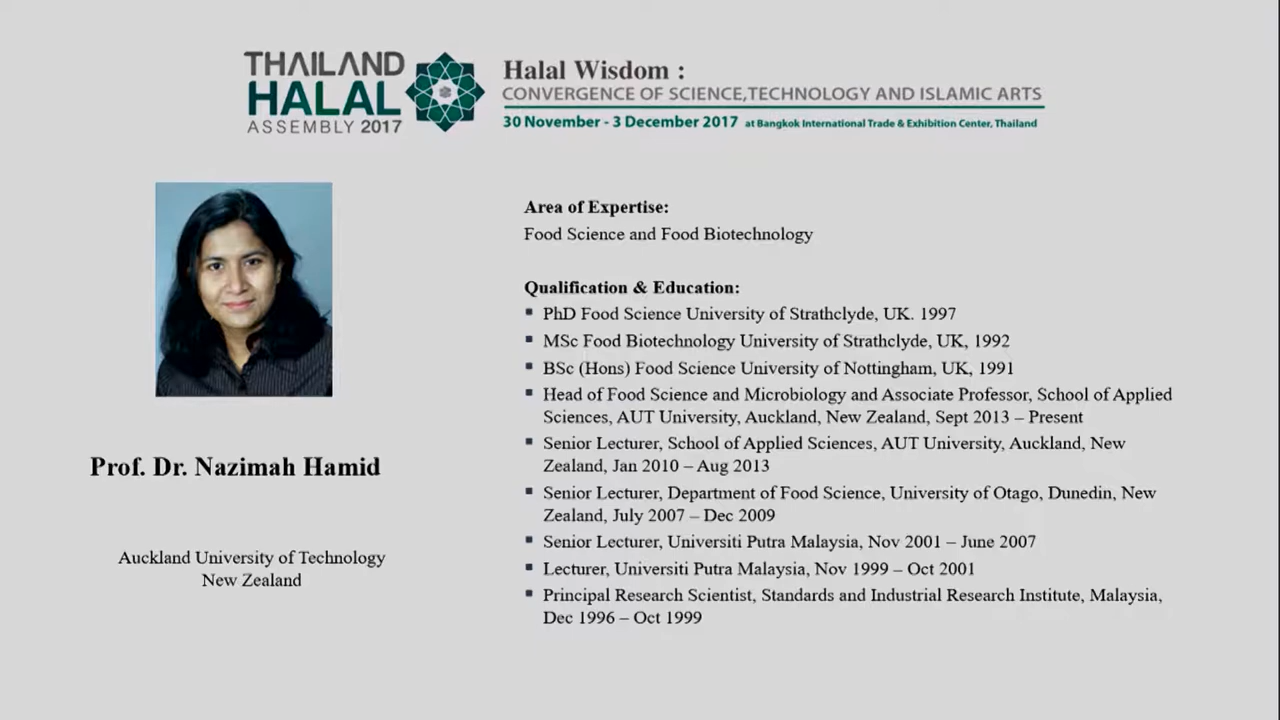 THAILAND
HALAL
ASSEMBLY 2017
Halal Wisdom :
CONVERGENCE OF SCIENCE,TECHNOLOGY AND ISLAMIC ARTS
30 November - 3 December 2017 at Bangkok International Trade & Exhibition Center, Thailand
Prof. Dr. Nazimah Hamid
Auckland University of Technology
New Zealand
Area of Expertise:
Food Science and Food Biotechnology
Qualification & Education:
▪ PhD Food Science University of Strathclyde, UK. 1997
▪ MSc Food Biotechnology University of Strathclyde, UK, 1992
▪ BSc (Hons) Food Science University of Nottingham, UK, 1991
▪ Head of Food Science and Microbiology and Associate Professor, School of Applied
Sciences, AUT University, Auckland, New Zealand, Sept 2013 – Present
▪ Senior Lecturer, School of Applied Sciences, AUT University, Auckland, New
Zealand, Jan 2010 – Aug 2013
▪ Senior Lecturer, Department of Food Science, University of Otago, Dunedin, New
Zealand, July 2007 – Dec 2009
▪ Senior Lecturer, Universiti Putra Malaysia, Nov 2001 – June 2007
▪ Lecturer, Universiti Putra Malaysia, Nov 1999 – Oct 2001
▪ Principal Research Scientist, Standards and Industrial Research Institute, Malaysia,
Dec 1996 – Oct 1999